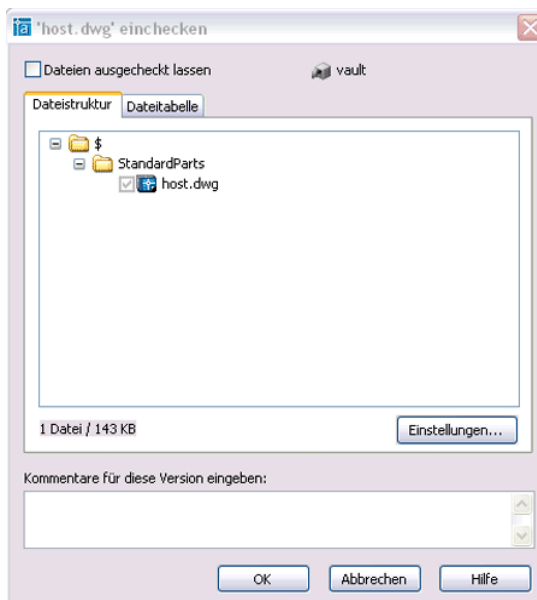 'host.dwg' einchecken
Dateien ausgecheckt lassen
vault
Dateistruktur
Dateitabelle
$
StandardParts
host.dwg
1 Datei / 143 KB
Einstellungen...
Kommentare für diese Version eingeben:
OK
Abbrechen
Hilfe